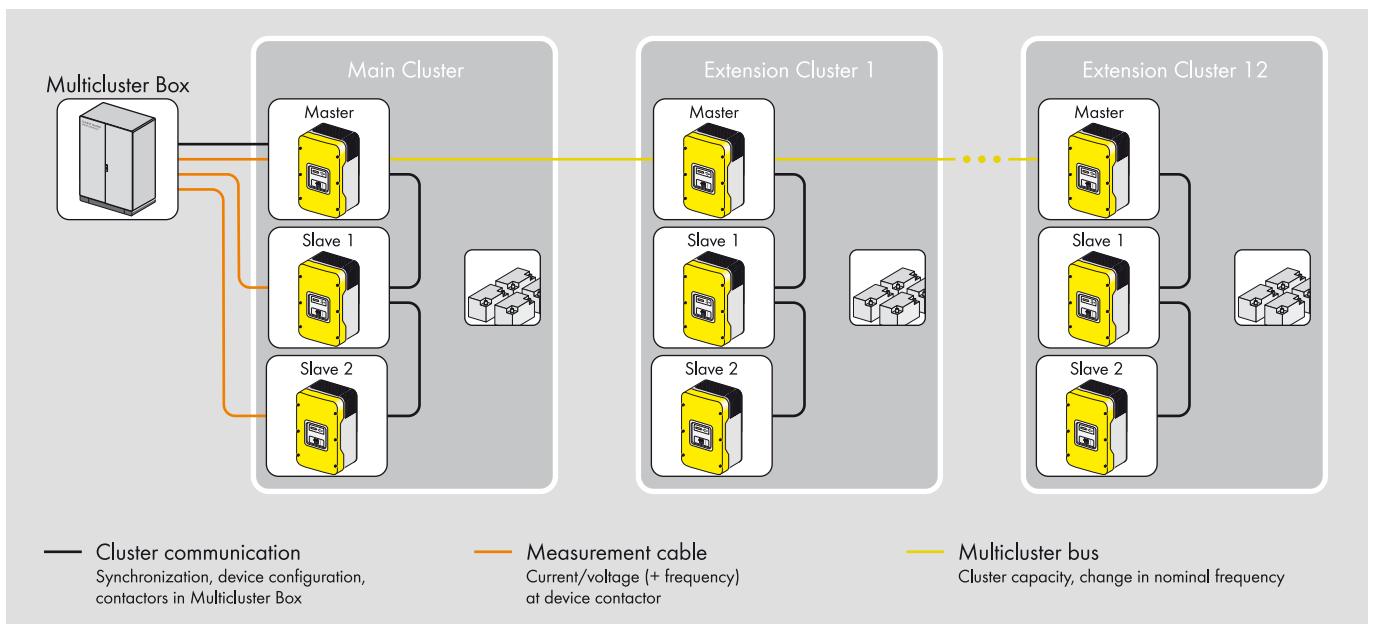 Multicluster Box
Main Cluster
Master
Slave 1
Slave 2
Extension Cluster 1
Master
Slave 1
Slave 2
Extension Cluster 12
Master
Slave 1
Slave 2
Cluster communication
Synchronization, device configuration,
contactors in Multicluster Box
Measurement cable
Current/voltage (+ frequency)
at device contactor
Multicluster bus
Cluster capacity, change in nominal frequency